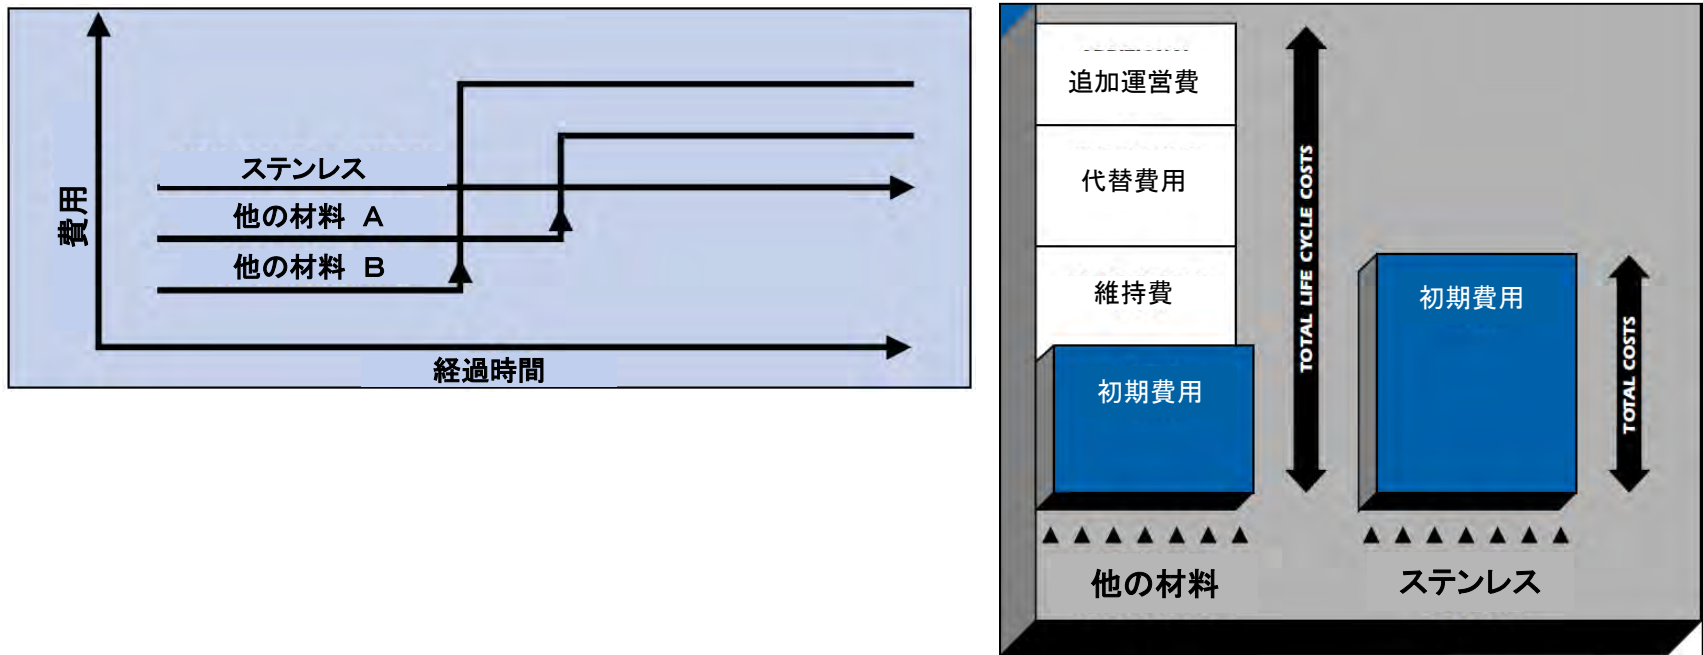 ステンレス
他の材料 A
他の材料 B
費用
経過時間
追加運営費
代替費用
維持費
初期費用
TOTAL LIFE CYCLE COSTS
初期費用
TOTAL COSTS
他の材料
ステンレス